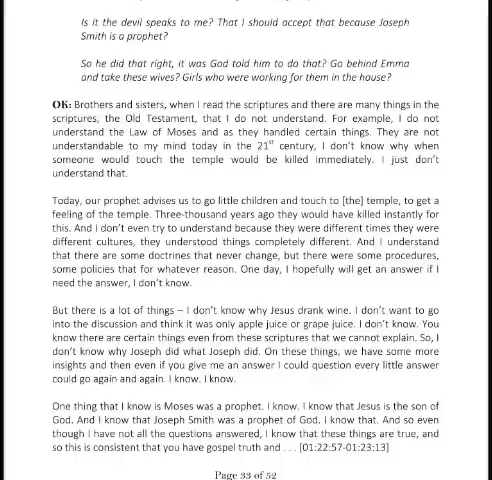 Is it the devil speaks to me? That I should accept that because Joseph
Smith is a prophet?
So he did that right, it was God told him to do that? Go behind Emma
and take these wives? Girls who were working for them in the house?
OK: Brothers and sisters, when I read the scriptures and there are many things in the
scriptures, the Old Testament, that I do not understand. For example, I do not
understand the Law of Moses and as they handled certain things. They are not
understandable to my mind today in the 21st century, I don't know why when
someone would touch the temple would be killed immediately. I just don't
understand that.
Today, our prophet advises us to go little children and touch to [the] temple, to get a
feeling of the temple. Three-thousand years ago they would have killed instantly for
this. And I don't even try to understand because they were different times they were
different cultures, they understood things completely different. And I understand
that there are some doctrines that never change, but there were some procedures,
some policies that for whatever reason. One day, I hopefully will get an answer if I
need the answer, I don't know.
But there is a lot of things – I don't know why Jesus drank wine. I don't want to go
into the discussion and think it was only apple juice or grape juice. I don't know. You
know there are certain things even from these scriptures that we cannot explain. So, I
don't know why Joseph did what Joseph did. On these things, we have some more
insights and then even if you give me an answer I could question every little answer
could go again and again. I know. I know.
One thing that I know is Moses was a prophet. I know. I know that Jesus is the son of
God. And I know that Joseph Smith was a prophet of God. I know that. And so even
though I have not all the questions answered, I know that these things are true, and
so this is consistent that you have gospel truth and . . . [01:22:57-01:23:13]
Page 33 of 52